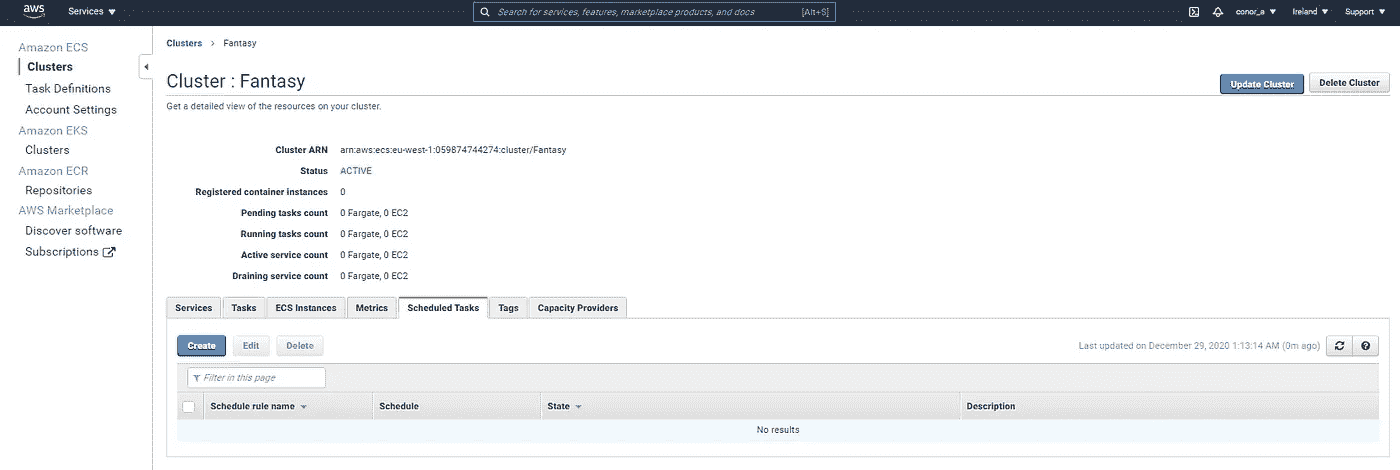 aws Services Search for services, features, marketplace products, and docs [Alt+S] conor_a Ireland Support
Amazon ECS
Clusters
Task Definitions
Account Settings
Amazon EKS
Clusters
Amazon ECR
Repositories
AWS Marketplace
Discover software
Subscriptions
Clusters > Fantasy
Cluster : Fantasy
Update Cluster Delete Cluster
Get a detailed view of the resources on your cluster.
Cluster ARN arn:aws:ecs:eu-west-1:059874744274:cluster/Fantasy
Status ACTIVE
Registered container instances 0
Pending tasks count 0 Fargate, 0 EC2
Running tasks count 0 Fargate, 0 EC2
Active service count 0 Fargate, 0 EC2
Draining service count 0 Fargate, 0 EC2
Services Tasks ECS Instances Metrics Scheduled Tasks Tags Capacity Providers
Create Edit Delete Last updated on December 29, 2020 1:13:14 AM (0m ago)
Filter in this page
Schedule rule name Schedule State Description
No results